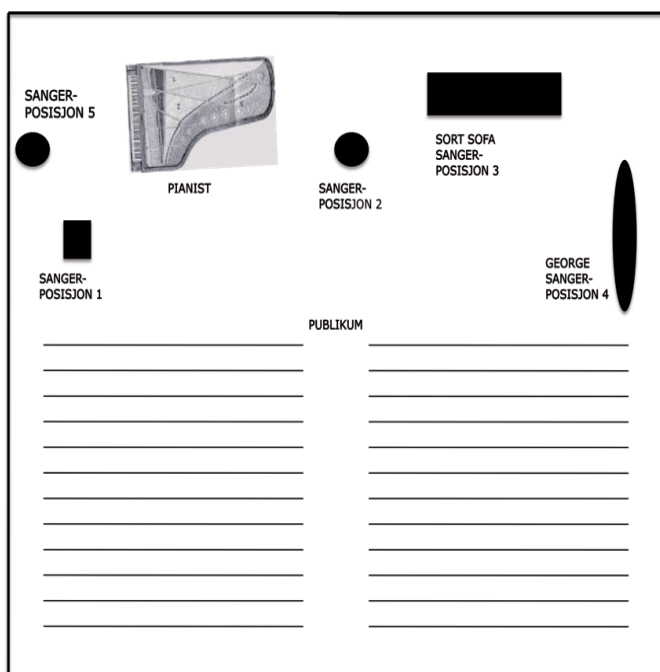 SANGER-
POSISJON 5
PIANIST
SANGER-
POSISJON 2
SORT SOFA
SANGER-
POSISJON 3
SANGER-
POSISJON 1
GEORGE
SANGER-
POSISJON 4
PUBLIKUM